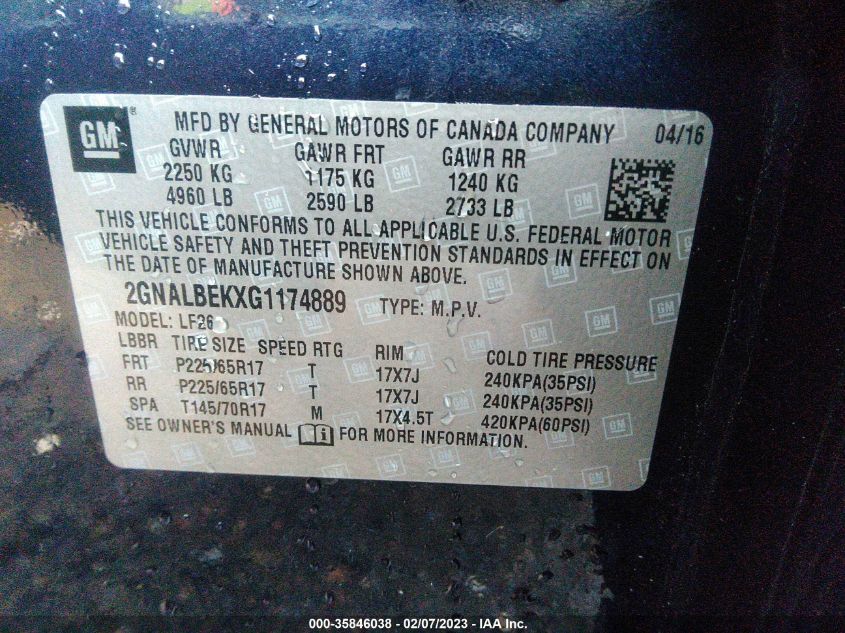 GM ® MFD BY GENERAL MOTORS OF CANADA COMPANY 04/16
GVWR GAWR FRT GAWR RR
2250 KG 1175 KG 1240 KG
4960 LB 2590 LB 2733 LB
THIS VEHICLE CONFORMS TO ALL APPLICABLE U.S. FEDERAL MOTOR
VEHICLE SAFETY AND THEFT PREVENTION STANDARDS IN EFFECT ON
THE DATE OF MANUFACTURE SHOWN ABOVE.
2GNALBEKXG1174889 TYPE: M.P.V.
MODEL: LF26
LBBR TIRE SIZE SPEED RTG RIM COLD TIRE PRESSURE
FRT P225/65R17 T 17X7J 240KPA(35PSI)
RR P225/65R17 T 17X7J 240KPA(35PSI)
SPA T145/70R17 M 17X4.5T 420KPA(60PSI)
SEE OWNER'S MANUAL FOR MORE INFORMATION.
000-35846038 - 02/07/2023 - IAA Inc.